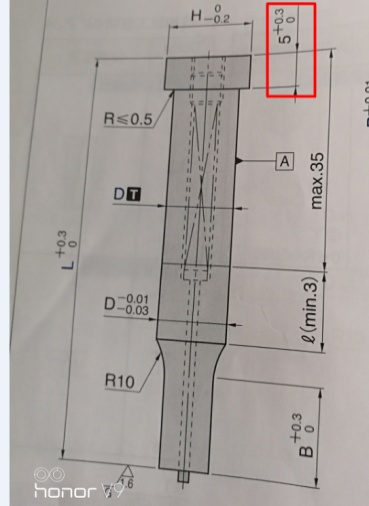 H 0 -0.2
5 +0.3 0
R≤0.5
A
D T
max.35
L +0.3 0
D -0.01 -0.03
ℓ(min.3)
R10
B +0.3 0
1.6
honor